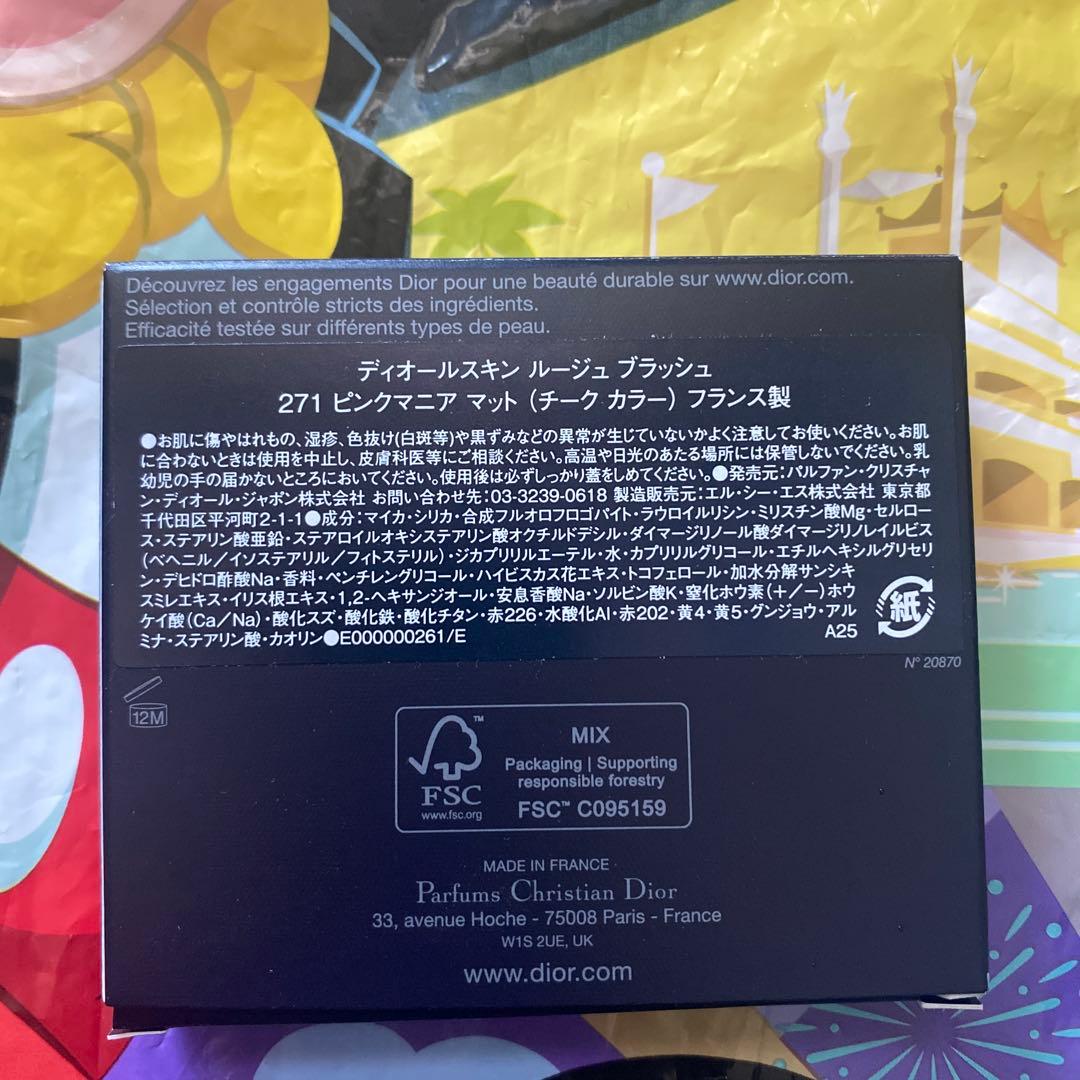 Découvrez les engagements Dior pour une beauté durable sur www.dior.com.
Sélection et contrôle stricts des ingrédients.
Efficacité testée sur différents types de peau.
ディオールスキン ルージュ ブラッシュ
271 ピンクマニア マット (チーク カラー) フランス製
●お肌に傷やはれもの、湿疹、色抜け(白斑等)や黒ずみなどの異常が生じていないかよく注意してお使いください。お肌
に合わないときは使用を中止し、皮膚科医等にご相談ください。高温や日光のあたる場所には保管しないでください。乳
幼児の手の届かないところにおいてください。使用後は必ずしっかり蓋をしめてください。●発売元:パルファン・クリスチャ
ン・ディオール・ジャポン株式会社 お問い合わせ先:03-3239-0618 製造販売元:エル・シー・エス株式会社 東京都
千代田区平河町2-1-1●成分:マイカ・シリカ・合成フルオロフロゴパイト・ラウロイルリシン・ミリスチン酸Mg・セルロー
ス・ステアリン酸亜鉛・ステアロイルオキシステアリン酸オクチルドデシル・ダイマージリノール酸ダイマージリノレイルビス
(ベヘニル/イソステアリル/フィトステリル)・ジカプリリルエーテル・水・カプリリルグリコール・エチルヘキシルグリセリ
ン・デヒドロ酢酸Na・香料・ペンチレングリコール・ハイビスカス花エキス・トコフェロール・加水分解サンシキ
スミレエキス・イリス根エキス・1,2-ヘキサンジオール・安息香酸Na・ソルビン酸K・窒化ホウ素(+/-)ホウ
ケイ酸(Ca/Na)・酸化スズ・酸化鉄・酸化チタン・赤226・水酸化Al・赤202・黄4・黄5・グンジョウ・アル
ミナ・ステアリン酸・カオリン●E000000261/E
A25
紙
N° 20870
12M
FSC™
www.fsc.org
MIX
Packaging | Supporting
responsible forestry
FSC™ C095159
MADE IN FRANCE
Parfums Christian Dior
33, avenue Hoche - 75008 Paris - France
W1S 2UE, UK
www.dior.com